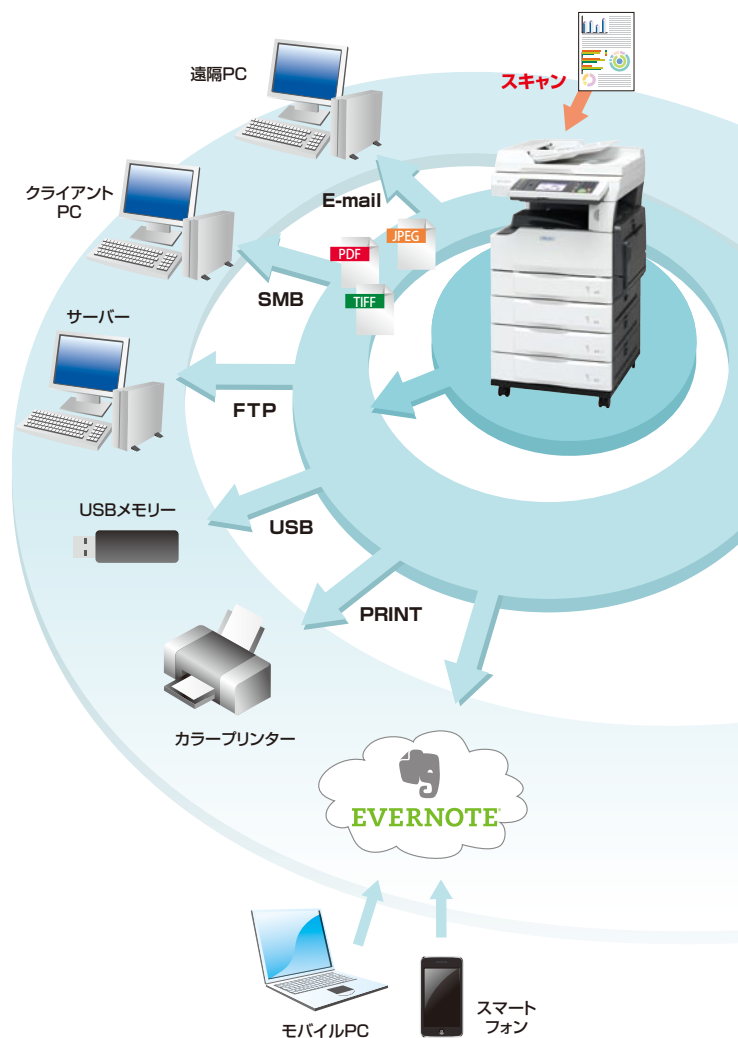 スキャン
遠隔PC
E-mail
クライアント
PC
JPEG
PDF
TIFF
SMB
サーバー
FTP
USBメモリー
USB
PRINT
カラープリンター
EVERNOTE
モバイルPC
スマート
フォン